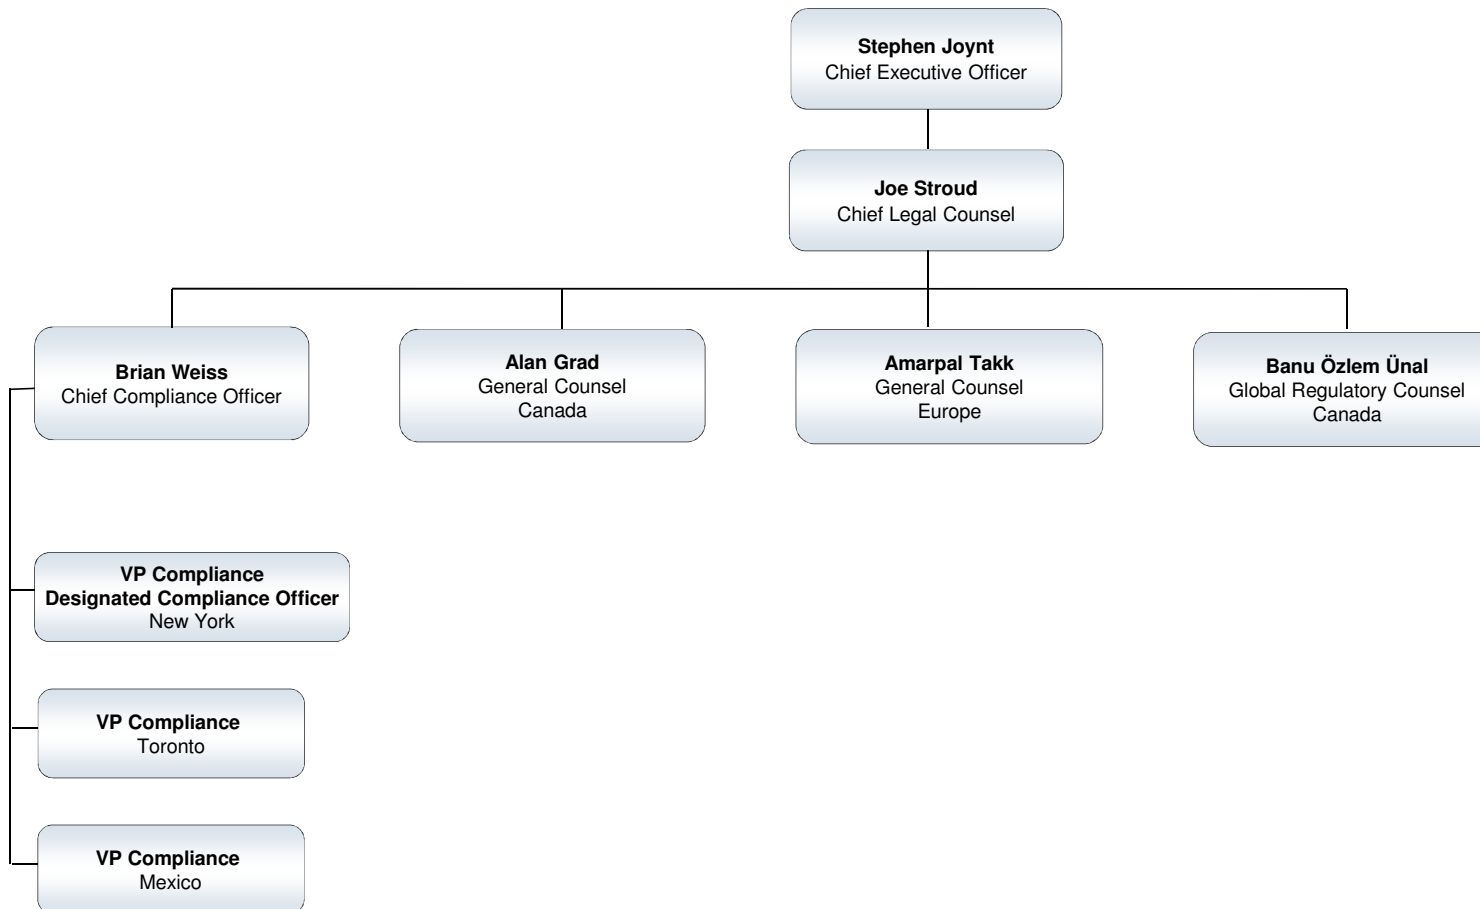 Stephen Joynt
Chief Executive Officer
Joe Stroud
Chief Legal Counsel
Brian Weiss
Chief Compliance Officer
Alan Grad
General Counsel
Canada
Amarpal Takk
General Counsel
Europe
Banu Özlem Ünal
Global Regulatory Counsel
Canada
VP Compliance
Designated Compliance Officer
New York
VP Compliance
Toronto
VP Compliance
Mexico